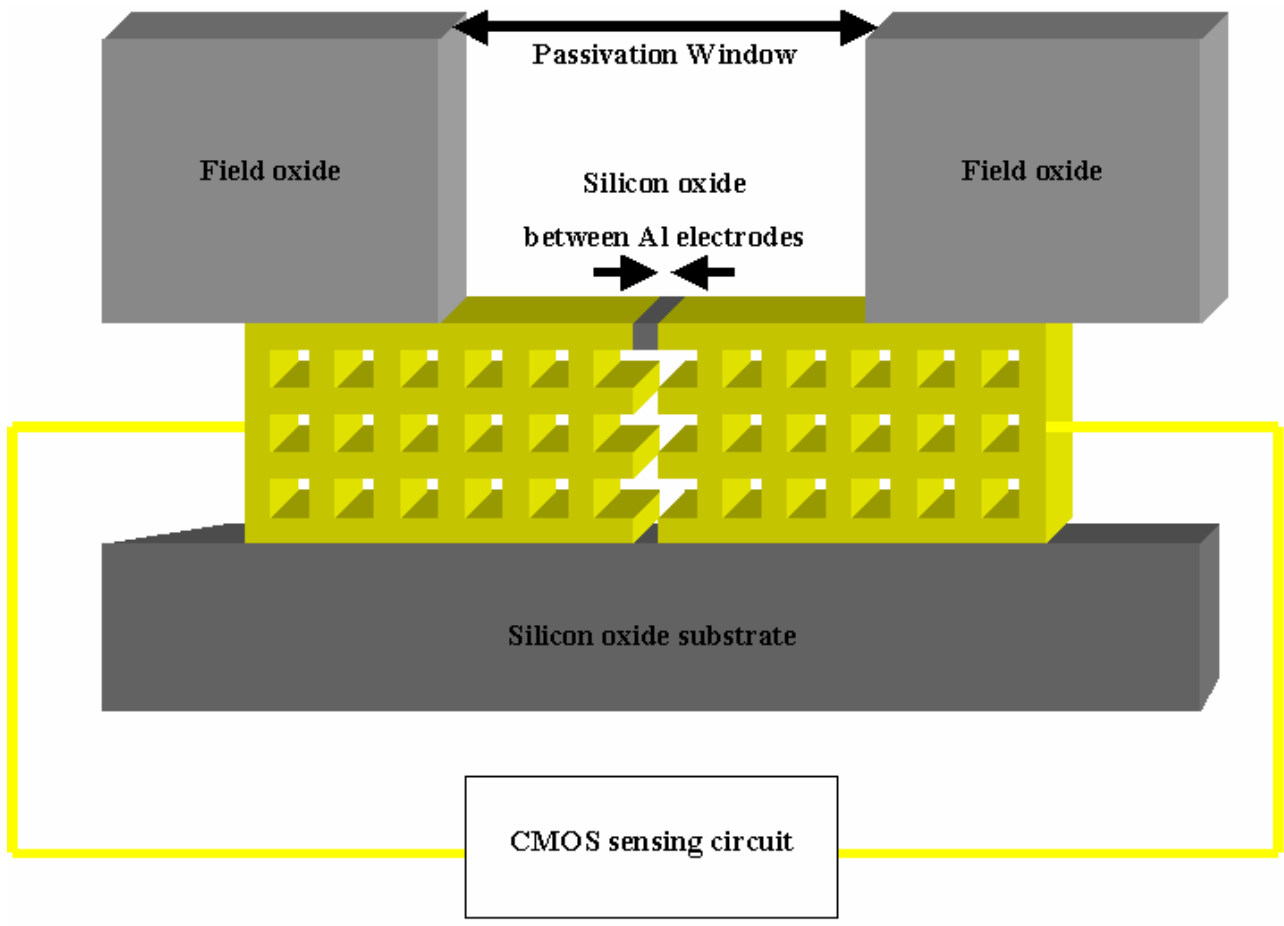 Passivation Window
Field oxide
Field oxide
Silicon oxide
between Al electrodes
Silicon oxide substrate
CMOS sensing circuit